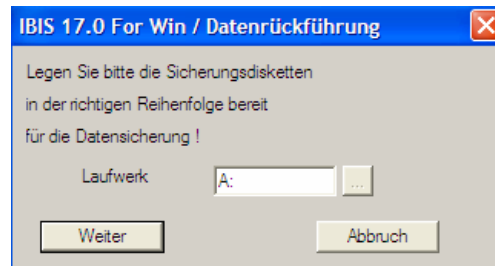 IBIS 17.0 For Win / Datenrückführung
Legen Sie bitte die Sicherungsdisketten
in der richtigen Reihenfolge bereit
für die Datensicherung !
Laufwerk A: ...
Weiter Abbruch